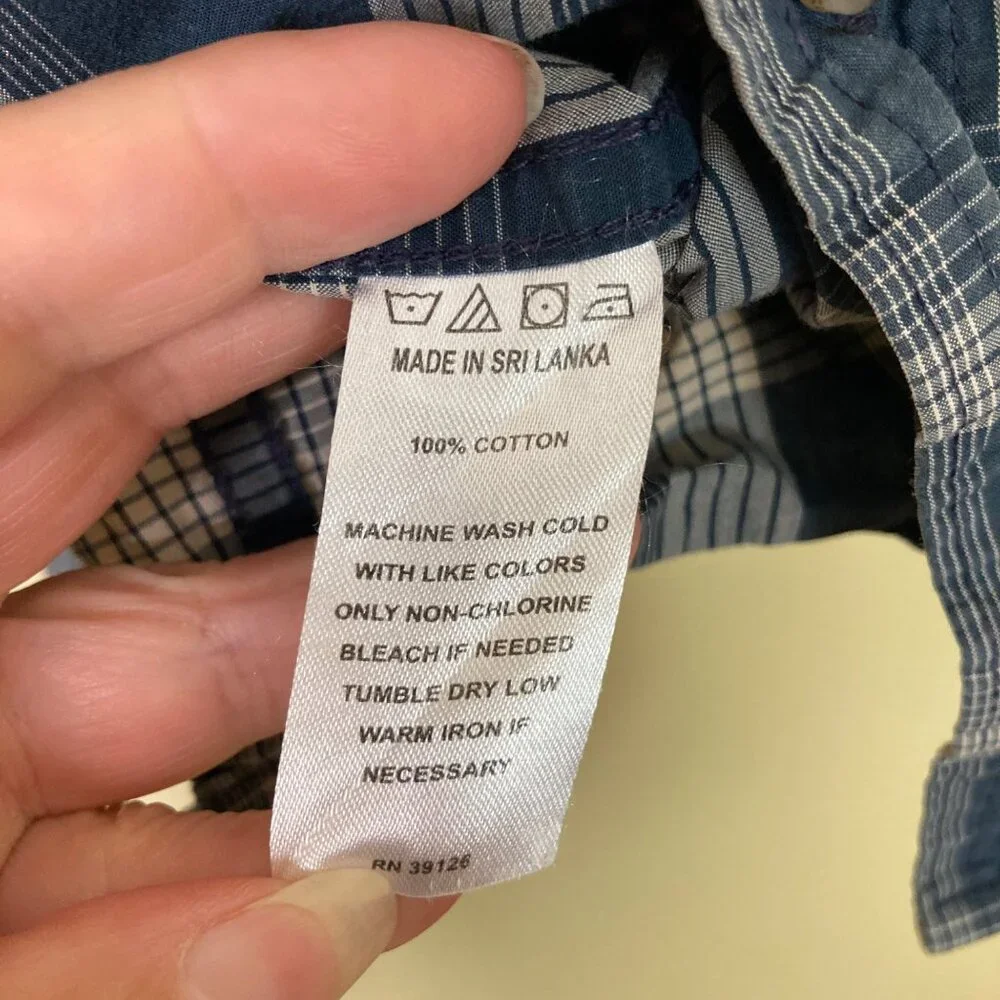 MADE IN SRI LANKA
100% COTTON
MACHINE WASH COLD
WITH LIKE COLORS
ONLY NON-CHLORINE
BLEACH IF NEEDED
TUMBLE DRY LOW
WARM IRON IF
NECESSARY
RN 39126